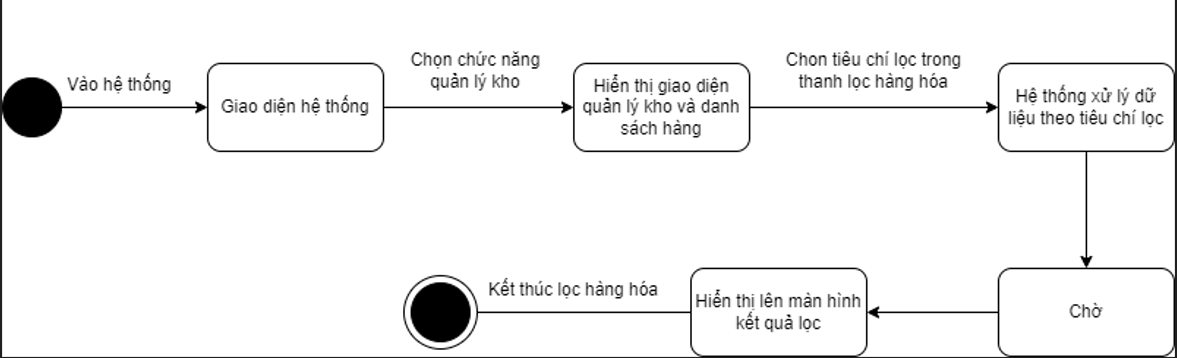 Vào hệ thống
Giao diện hệ thống
Chọn chức năng
quản lý kho
Hiển thị giao diện
quản lý kho và danh
sách hàng
Chon tiêu chí lọc trong
thanh lọc hàng hóa
Hệ thống xử lý dữ
liệu theo tiêu chí lọc
Chờ
Hiển thị lên màn hình
kết quả lọc
Kết thúc lọc hàng hóa